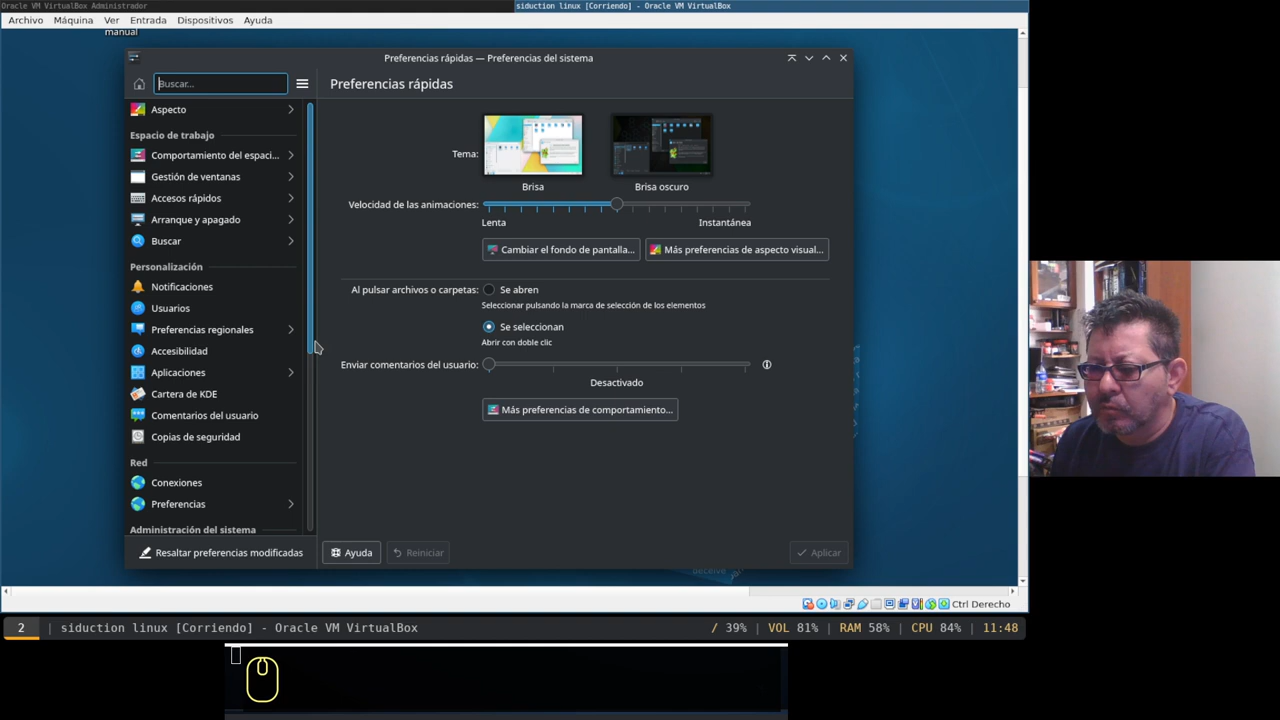 Oracle VM VirtualBox Administrador
siduction linux [Corriendo] - Oracle VM VirtualBox
Archivo Máquina Ver Entrada Dispositivos Ayuda
manual
Preferencias rápidas — Preferencias del sistema
Buscar...
Preferencias rápidas
Aspecto
Espacio de trabajo
Comportamiento del espaci...
Gestión de ventanas
Accesos rápidos
Arranque y apagado
Buscar
Personalización
Notificaciones
Usuarios
Preferencias regionales
Accesibilidad
Aplicaciones
Cartera de KDE
Comentarios del usuario
Copias de seguridad
Red
Conexiones
Preferencias
Administración del sistema
Resaltar preferencias modificadas
Tema:
Brisa Brisa oscuro
Velocidad de las animaciones:
Lenta Instantánea
Cambiar el fondo de pantalla... Más preferencias de aspecto visual...
Al pulsar archivos o carpetas: Se abren
Seleccionar pulsando la marca de selección de los elementos
Se seleccionan
Abrir con doble clic
Enviar comentarios del usuario:
Desactivado
Más preferencias de comportamiento...
Ayuda Reiniciar Aplicar
deceive
Ctrl Derecho
2 | siduction linux [Corriendo] - Oracle VM VirtualBox / 39% | VOL 81% | RAM 58% | CPU 84% | 11:48